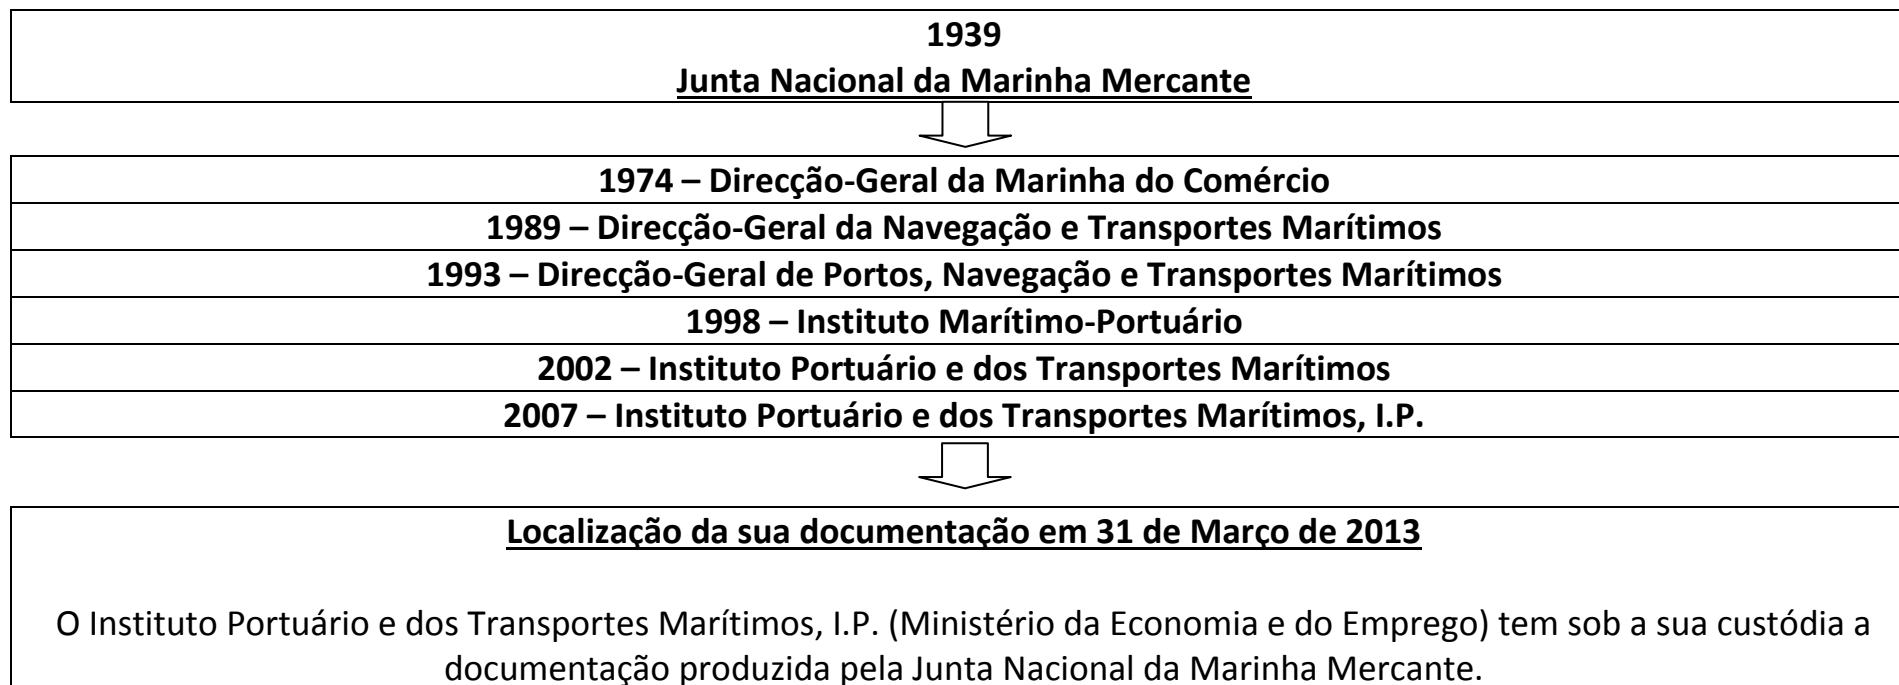 1939
Junta Nacional da Marinha Mercante
1974 – Direcção-Geral da Marinha do Comércio
1989 – Direcção-Geral da Navegação e Transportes Marítimos
1993 – Direcção-Geral de Portos, Navegação e Transportes Marítimos
1998 – Instituto Marítimo-Portuário
2002 – Instituto Portuário e dos Transportes Marítimos
2007 – Instituto Portuário e dos Transportes Marítimos, I.P.
Localização da sua documentação em 31 de Março de 2013
O Instituto Portuário e dos Transportes Marítimos, I.P. (Ministério da Economia e do Emprego) tem sob a sua custódia a
documentação produzida pela Junta Nacional da Marinha Mercante.